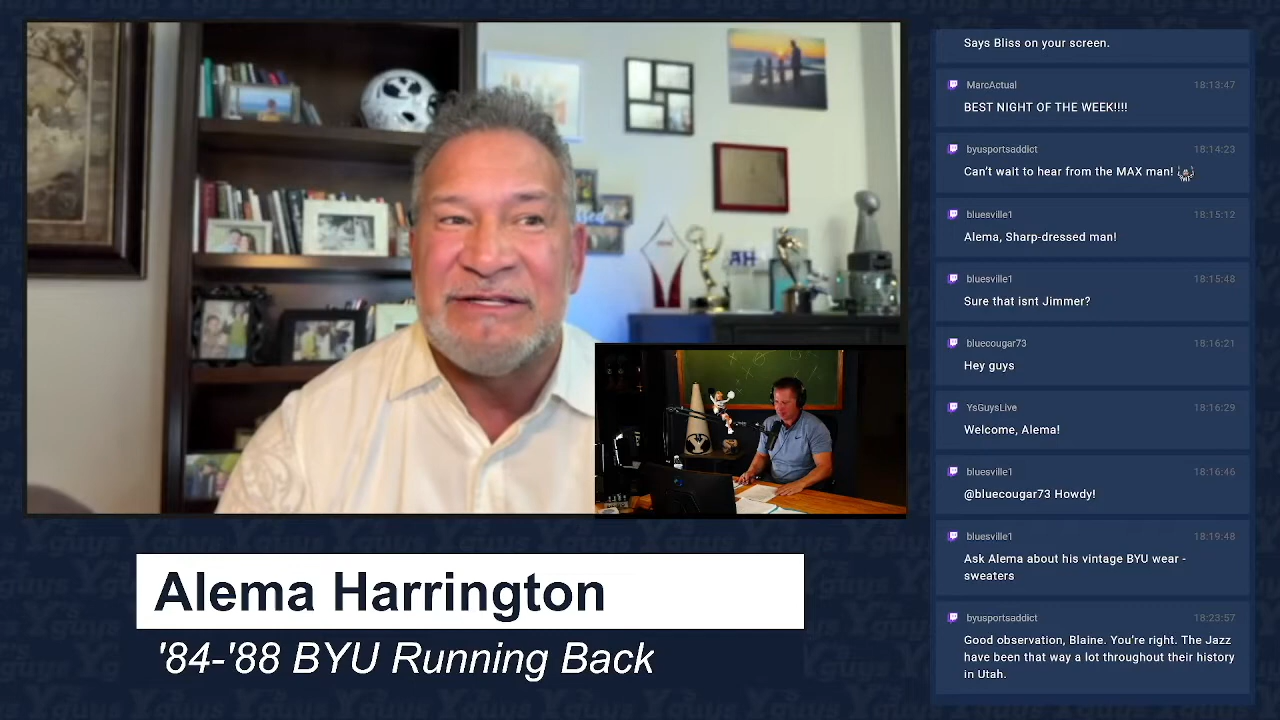 AH
Alema Harrington
'84-'88 BYU Running Back
Says Bliss on your screen.
MarcActual 18:13:47
BEST NIGHT OF THE WEEK!!!!
byusportsaddict 18:14:23
Can't wait to hear from the MAX man!
bluesville1 18:15:12
Alema, Sharp-dressed man!
bluesville1 18:15:48
Sure that isnt Jimmer?
bluecougar73 18:16:21
Hey guys
YsGuysLive 18:16:29
Welcome, Alema!
bluesville1 18:16:46
@bluecougar73 Howdy!
bluesville1 18:19:48
Ask Alema about his vintage BYU wear -
sweaters
byusportsaddict 18:23:57
Good observation, Blaine. You're right. The Jazz
have been that way a lot throughout their history
in Utah.